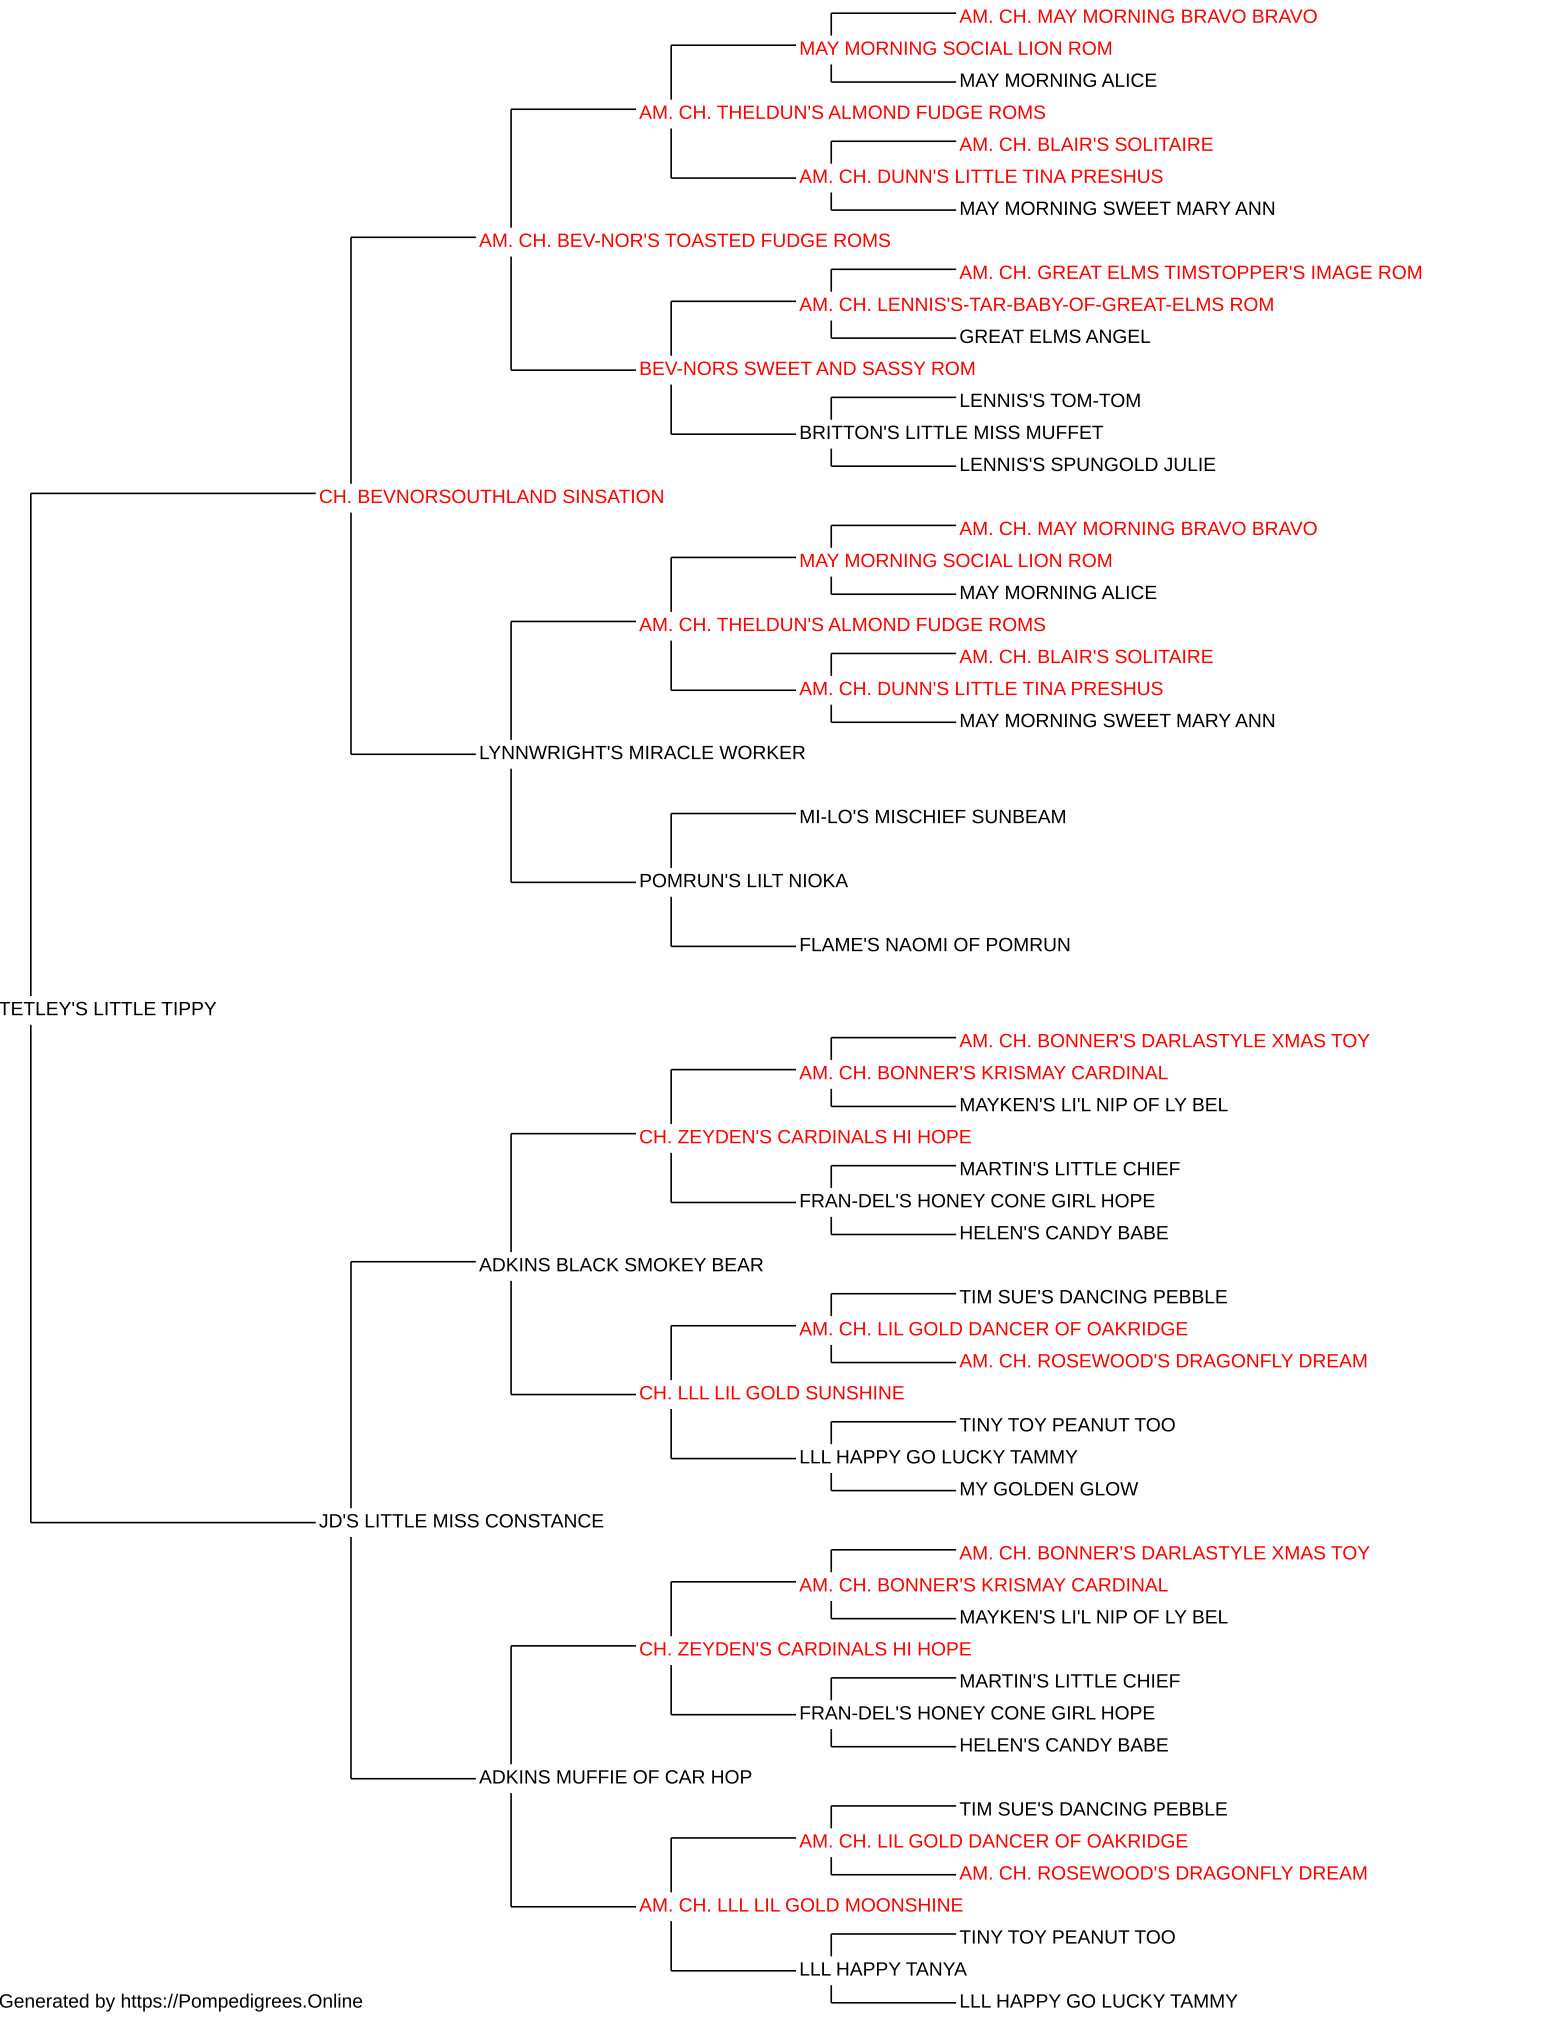 AM. CH. MAY MORNING BRAVO BRAVO
MAY MORNING SOCIAL LION ROM
MAY MORNING ALICE
AM. CH. THELDUN'S ALMOND FUDGE ROMS
AM. CH. BLAIR'S SOLITAIRE
AM. CH. DUNN'S LITTLE TINA PRESHUS
MAY MORNING SWEET MARY ANN
AM. CH. BEV-NOR'S TOASTED FUDGE ROMS
AM. CH. GREAT ELMS TIMSTOPPER'S IMAGE ROM
AM. CH. LENNIS'S-TAR-BABY-OF-GREAT-ELMS ROM
GREAT ELMS ANGEL
BEV-NORS SWEET AND SASSY ROM
LENNIS'S TOM-TOM
BRITTON'S LITTLE MISS MUFFET
LENNIS'S SPUNGOLD JULIE
CH. BEVNORSOUTHLAND SINSATION
AM. CH. MAY MORNING BRAVO BRAVO
MAY MORNING SOCIAL LION ROM
MAY MORNING ALICE
AM. CH. THELDUN'S ALMOND FUDGE ROMS
AM. CH. BLAIR'S SOLITAIRE
AM. CH. DUNN'S LITTLE TINA PRESHUS
MAY MORNING SWEET MARY ANN
LYNNWRIGHT'S MIRACLE WORKER
MI-LO'S MISCHIEF SUNBEAM
POMRUN'S LILT NIOKA
FLAME'S NAOMI OF POMRUN
TETLEY'S LITTLE TIPPY
AM. CH. BONNER'S DARLASTYLE XMAS TOY
AM. CH. BONNER'S KRISMAY CARDINAL
MAYKEN'S LI'L NIP OF LY BEL
CH. ZEYDEN'S CARDINALS HI HOPE
MARTIN'S LITTLE CHIEF
FRAN-DEL'S HONEY CONE GIRL HOPE
HELEN'S CANDY BABE
ADKINS BLACK SMOKEY BEAR
TIM SUE'S DANCING PEBBLE
AM. CH. LIL GOLD DANCER OF OAKRIDGE
AM. CH. ROSEWOOD'S DRAGONFLY DREAM
CH. LLL LIL GOLD SUNSHINE
TINY TOY PEANUT TOO
LLL HAPPY GO LUCKY TAMMY
MY GOLDEN GLOW
JD'S LITTLE MISS CONSTANCE
AM. CH. BONNER'S DARLASTYLE XMAS TOY
AM. CH. BONNER'S KRISMAY CARDINAL
MAYKEN'S LI'L NIP OF LY BEL
CH. ZEYDEN'S CARDINALS HI HOPE
MARTIN'S LITTLE CHIEF
FRAN-DEL'S HONEY CONE GIRL HOPE
HELEN'S CANDY BABE
ADKINS MUFFIE OF CAR HOP
TIM SUE'S DANCING PEBBLE
AM. CH. LIL GOLD DANCER OF OAKRIDGE
AM. CH. ROSEWOOD'S DRAGONFLY DREAM
AM. CH. LLL LIL GOLD MOONSHINE
TINY TOY PEANUT TOO
LLL HAPPY TANYA
LLL HAPPY GO LUCKY TAMMY
Generated by https://Pompedigrees.Online